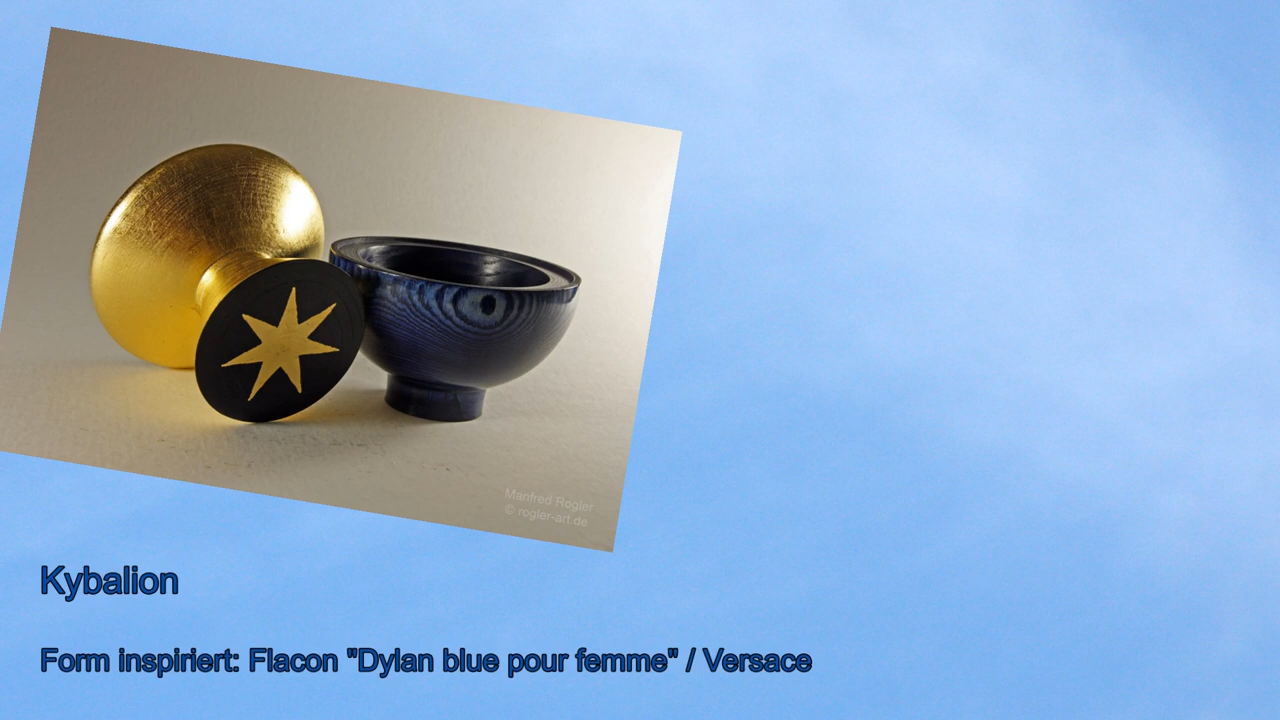 Manfred Rogler
© rogler-art.de
Kybalion
Form inspiriert: Flacon "Dylan blue pour femme" / Versace